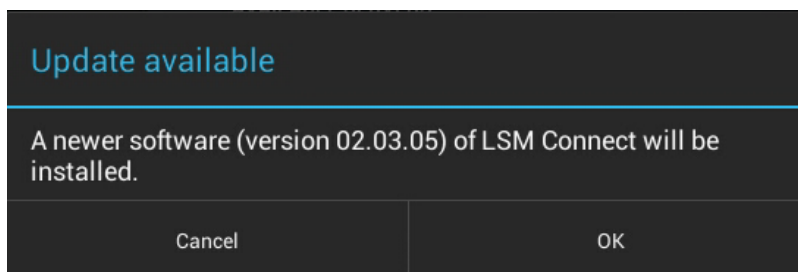 Update available
A newer software (version 02.03.05) of LSM Connect will be
installed.
Cancel
OK